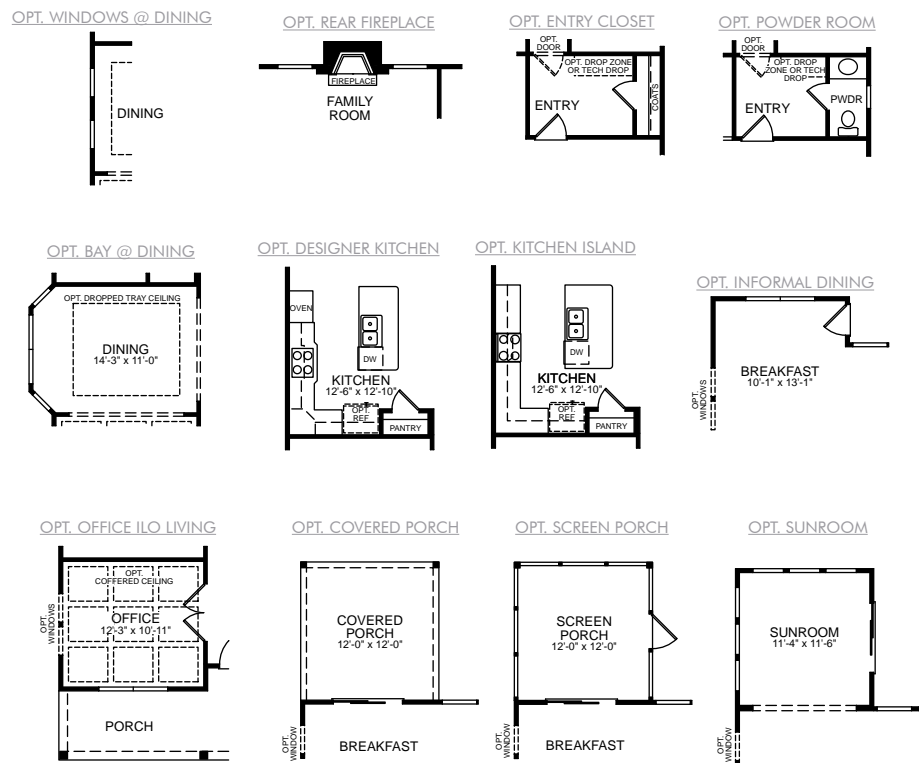 OPT. WINDOWS @ DINING
DINING
OPT. REAR FIREPLACE
FIREPLACE
FAMILY
ROOM
OPT. ENTRY CLOSET
OPT.
DOOR
OPT. DROP ZONE
OR TECH DROP
ENTRY
COATS
OPT. POWDER ROOM
OPT.
DOOR
OPT. DROP
ZONE OR TECH
DROP
ENTRY
PWDR
OPT. BAY @ DINING
OPT. DROPPED TRAY CEILING
DINING
14'-3" x 11'-0"
OPT. DESIGNER KITCHEN
OVEN
DW
KITCHEN
12'-6" x 12'-10"
OPT.
REF
PANTRY
OPT. KITCHEN ISLAND
DW
KITCHEN
12'-6" x 12'-10"
OPT.
REF
PANTRY
OPT. INFORMAL DINING
BREAKFAST
10'-1" x 13'-1"
OPT.
WINDOWS
OPT. OFFICE ILO LIVING
OPT.
COFFERED CEILING
OFFICE
12'-3" x 10'-11"
OPT.
WINDOWS
PORCH
OPT. COVERED PORCH
COVERED
PORCH
12'-0" x 12'-0"
OPT.
WINDOW
BREAKFAST
OPT. SCREEN PORCH
SCREEN
PORCH
12'-0" x 12'-0"
OPT.
WINDOW
BREAKFAST
OPT. SUNROOM
SUNROOM
11'-4" x 11'-6"
OPT.
WINDOW